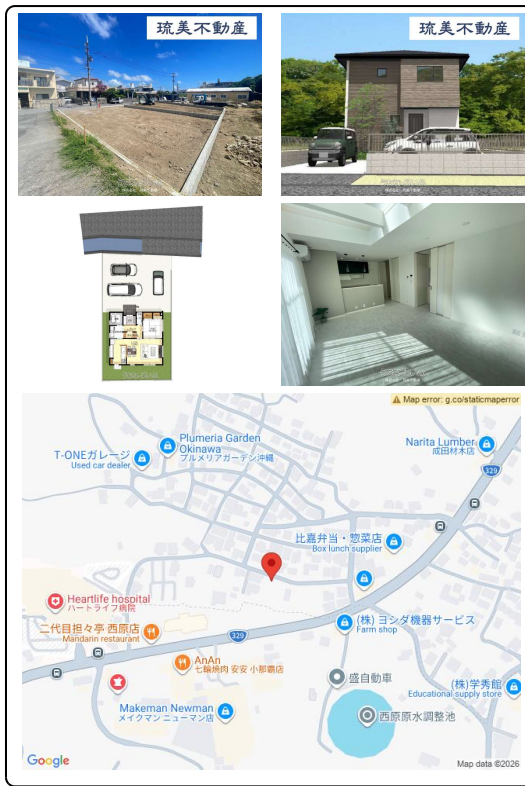 琉美不動産
琉美不動産
Map error: g.co/staticmaperror
Plumeria Garden
Okinawa
プルメリアガーデン沖縄
T-ONEガレージ
Used car dealer
Narita Lumber
成田材木店
329
比嘉弁当・惣菜店
Box lunch supplier
Heartlife hospital
ハートライフ病院
(株) ヨシダ機器サービス
Farm shop
二代目担々亭 西原店
Mandarin restaurant
329
AnAn
七輪焼肉 安安 小那覇店
盛自動車
(株)学秀館
Educational supply store
Makeman Newman
メイクマン ニューマン店
西原原水調整池
Google
Map data ©2026